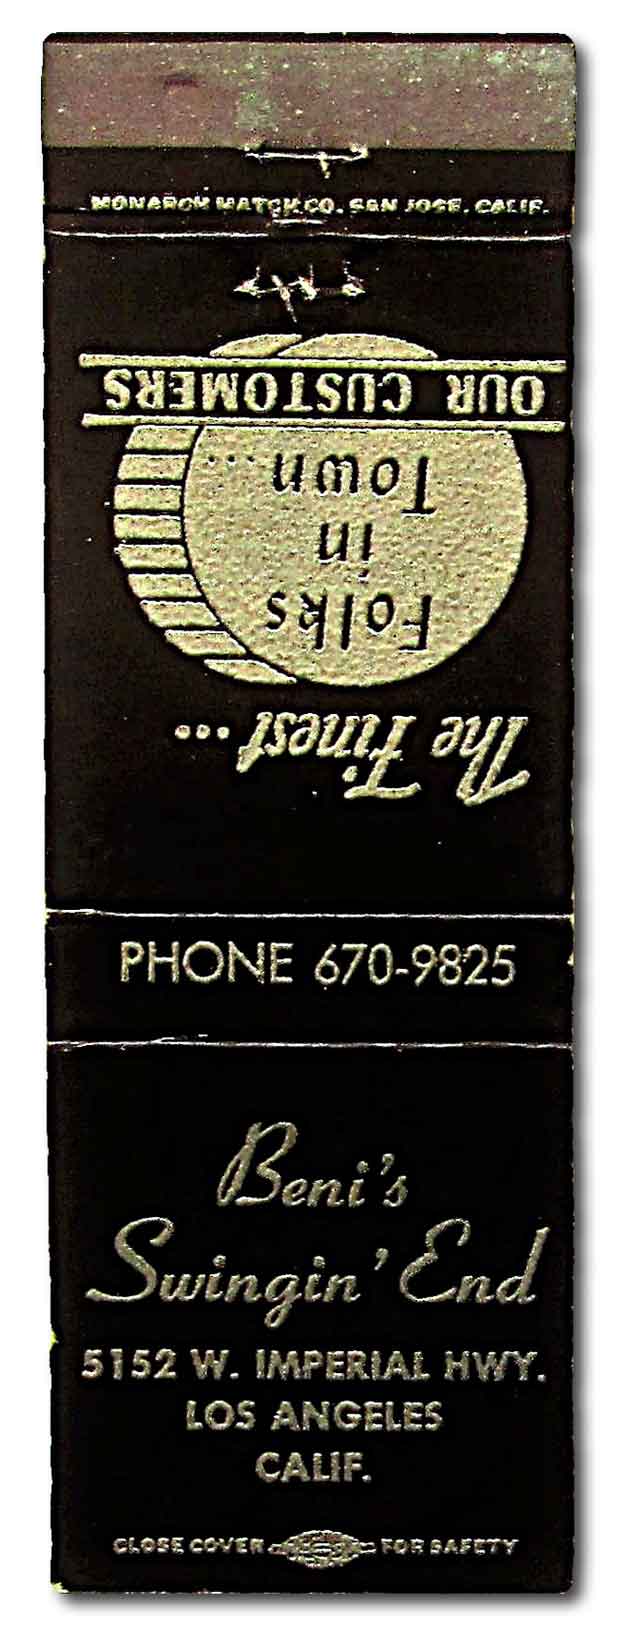 MONARCH MATCH CO. SAN JOSE, CALIF.
The Finest...
Folks
in
Town...
OUR CUSTOMERS
PHONE 670-9825
Beni's
Swingin' End
5152 W. IMPERIAL HWY.
LOS ANGELES
CALIF.
CLOSE COVER FOR SAFETY